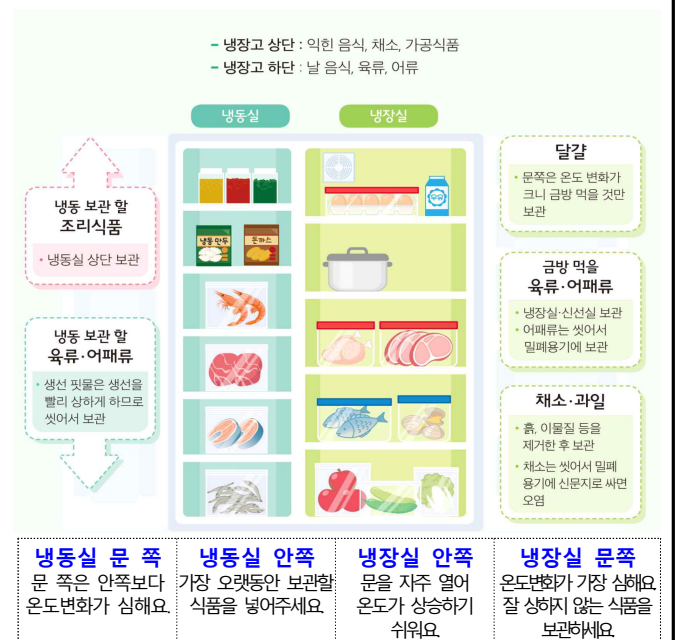 - 냉장고 상단 : 익힌 음식, 채소, 가공식품
- 냉장고 하단 : 날 음식, 육류, 어류
냉동실
냉장실
냉동 보관 할
조리식품
• 냉동실 상단 보관
냉동 보관 할
육류·어패류
• 생선 핏물은 생선을
빨리 상하게 하므로
씻어서 보관
냉동 만두
돈까스
우유
달걀
• 문쪽은 온도 변화가
크니 금방 먹을 것만
보관
금방 먹을
육류·어패류
• 냉장실·신선실 보관
• 어패류는 씻어서
밀폐용기에 보관
채소·과일
• 흙, 이물질 등을
제거한 후 보관
• 채소는 씻어서 밀폐
용기에 신문지로 싸면
오염
냉동실 문 쪽
문 쪽은 안쪽보다
온도변화가 심해요.
냉동실 안쪽
가장 오랫동안 보관할
식품을 넣어주세요.
냉장실 안쪽
문을 자주 열어
온도가 상승하기
쉬워요.
냉장실 문쪽
온도변화가 가장 심해요.
잘 상하지 않는 식품을
보관하세요.